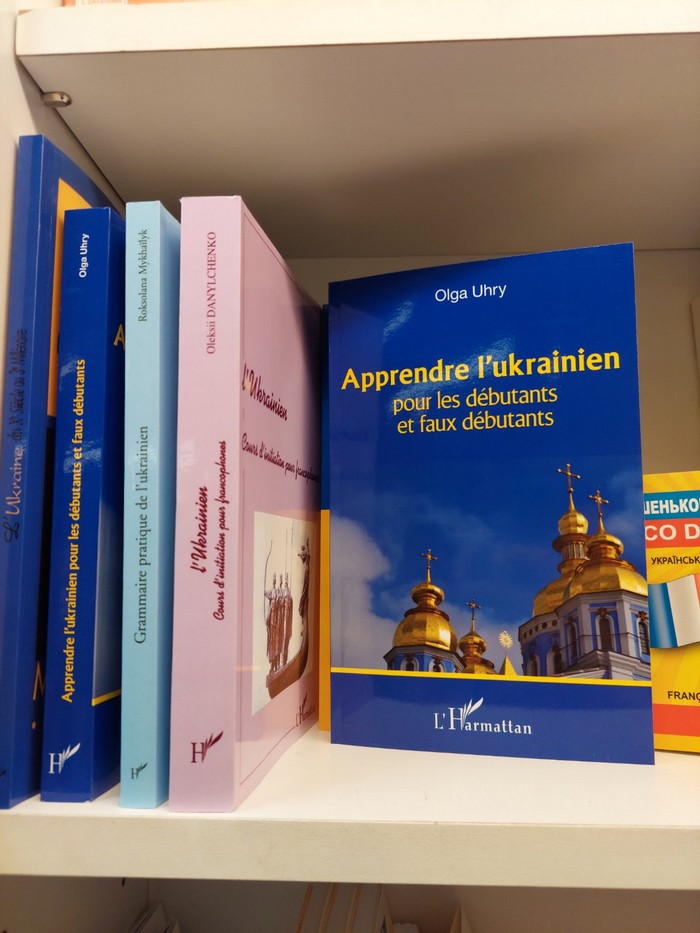 L'Ukraine
Olga Uhry
Apprendre l'ukrainien pour les débutants et faux débutants
H
Roksolana Mykhaïlyk
Grammaire pratique de l'ukrainien
H
Oleksii DANYLCHENKO
l'Ukrainien
Cours d'initiation pour francophones
H
l'Ukrainien
Cours d'initiation pour francophones
Olga Uhry
Apprendre l'ukrainien
pour les débutants
et faux débutants
L'Harmattan
ШЕНЬКО
CO D
УКРАЇНСЬК
FRANÇ